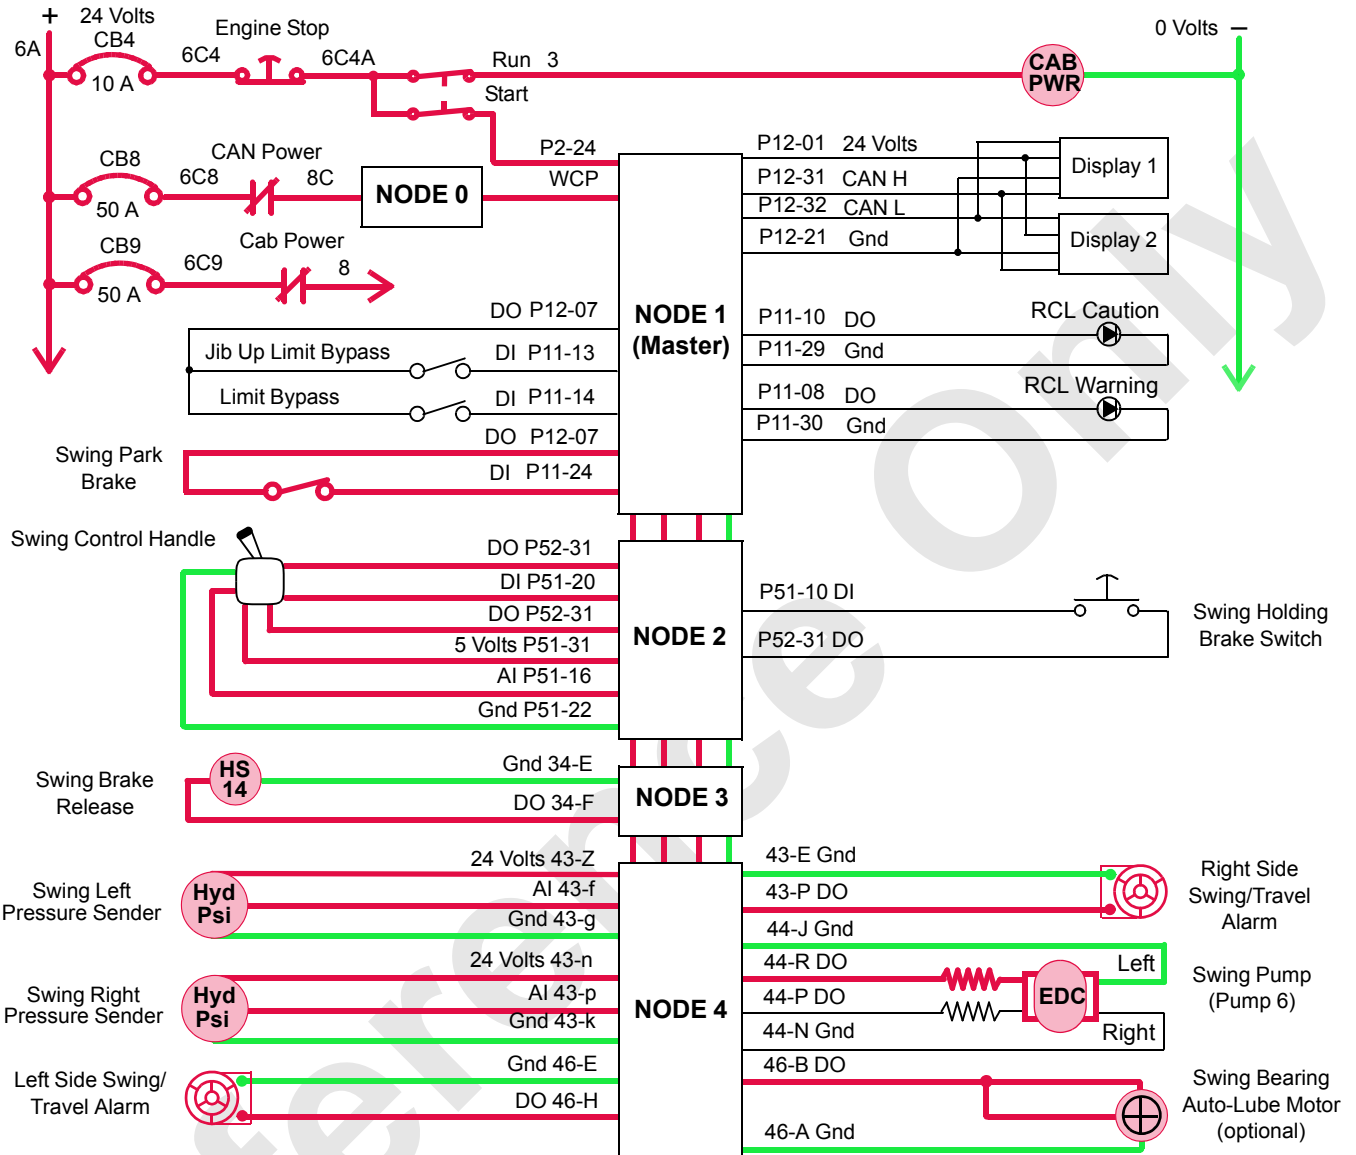 + 24 Volts
0 Volts −
6A
CB4
10 A
6C4
Engine Stop
6C4A
Run 3
Start
CAB
PWR
CB8
50 A
6C8
CAN Power
8C
NODE 0
P2-24
WCP
CB9
50 A
6C9
Cab Power
8
NODE 1
(Master)
P12-01 24 Volts
P12-31 CAN H
P12-32 CAN L
P12-21 Gnd
Display 1
Display 2
DO P12-07
Jib Up Limit Bypass
DI P11-13
Limit Bypass
DI P11-14
DO P12-07
Swing Park
Brake
DI P11-24
P11-10 DO
RCL Caution
P11-29 Gnd
P11-08 DO
RCL Warning
P11-30 Gnd
Swing Control Handle
DO P52-31
DI P51-20
DO P52-31
5 Volts P51-31
AI P51-16
Gnd P51-22
NODE 2
P51-10 DI
P52-31 DO
Swing Holding
Brake Switch
Swing Brake
Release
HS
14
Gnd 34-E
DO 34-F
NODE 3
Swing Left
Pressure Sender
Hyd
Psi
24 Volts 43-Z
AI 43-f
Gnd 43-g
Swing Right
Pressure Sender
Hyd
Psi
24 Volts 43-n
AI 43-p
Gnd 43-k
Left Side Swing/
Travel Alarm
Gnd 46-E
DO 46-H
NODE 4
43-E Gnd
43-P DO
Right Side
Swing/Travel
Alarm
44-J Gnd
44-R DO
44-P DO
44-N Gnd
Left
EDC
Right
Swing Pump
(Pump 6)
46-B DO
46-A Gnd
Swing Bearing
Auto-Lube Motor
(optional)
ference Only